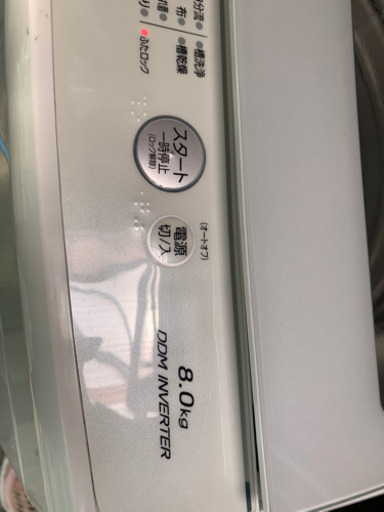 槽洗浄
槽乾燥
布
ふたロック
スタート
一時停止
(ロック解除)
(オートオフ)
電源
切/入
8.0kg
DDM INVERTER